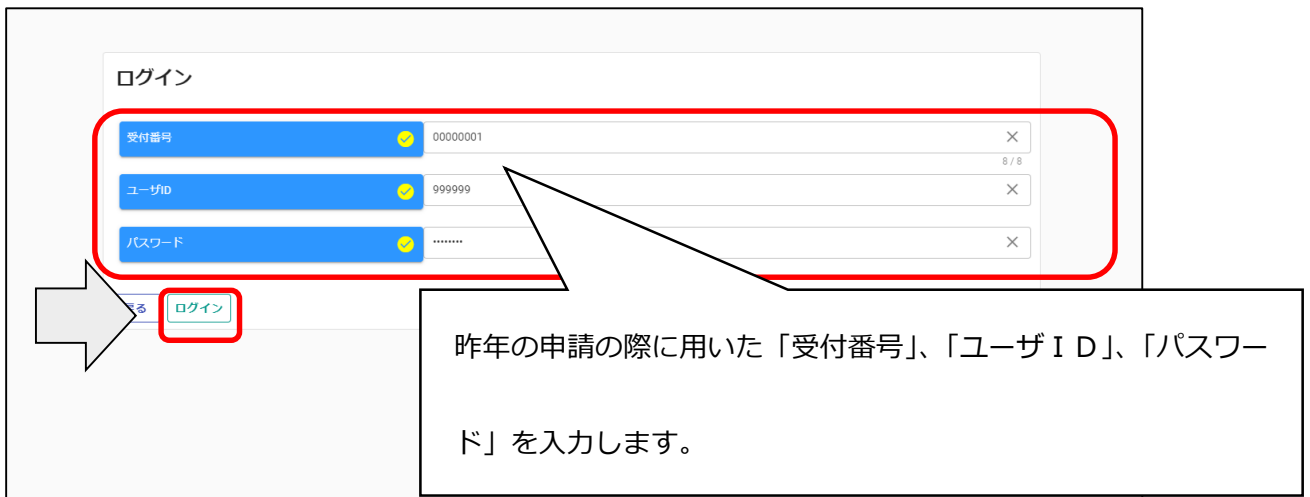 ログイン
受付番号
00000001
8 / 8
ユーザID
999999
パスワード
••••••••
る
ログイン
昨年の申請の際に用いた「受付番号」、「ユーザＩＤ」、「パスワー
ド」を入力します。